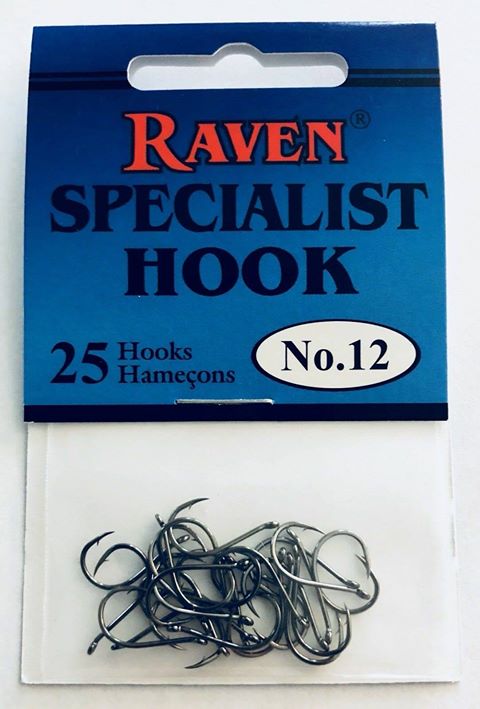 RAVEN®
SPECIALIST
HOOK
25 Hooks
Hameçons
No.12